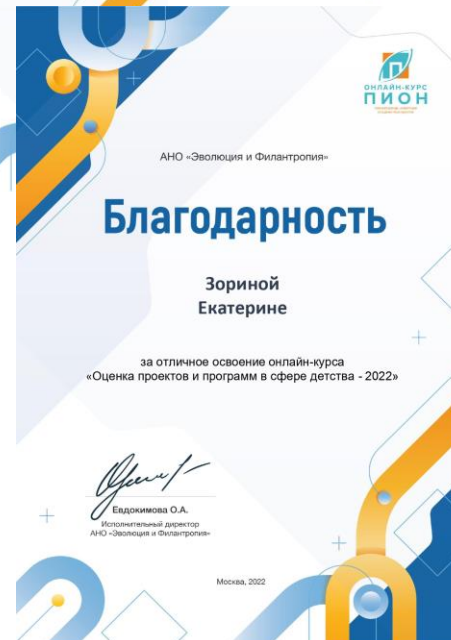 ОНЛАЙН-КУРС
ПИОН
АНО «Эволюция и Филантропия»
Благодарность
Зориной
Екатерине
за отличное освоение онлайн-курса
«Оценка проектов и программ в сфере детства - 2022»
Евдокимова О.А.
Исполнительный директор
АНО «Эволюция и Филантропия»
Москва, 2022